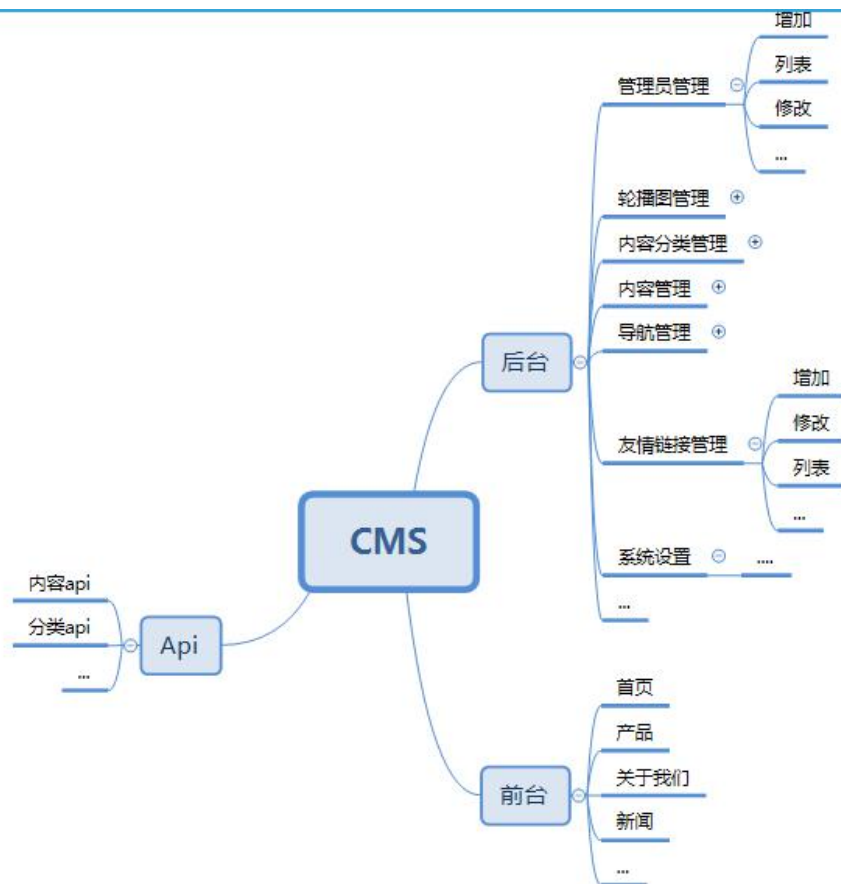 CMS
后台
管理员管理
增加
列表
修改
...
轮播图管理
内容分类管理
内容管理
导航管理
友情链接管理
增加
修改
列表
...
系统设置
....
...
Api
内容api
分类api
...
前台
首页
产品
关于我们
新闻
...